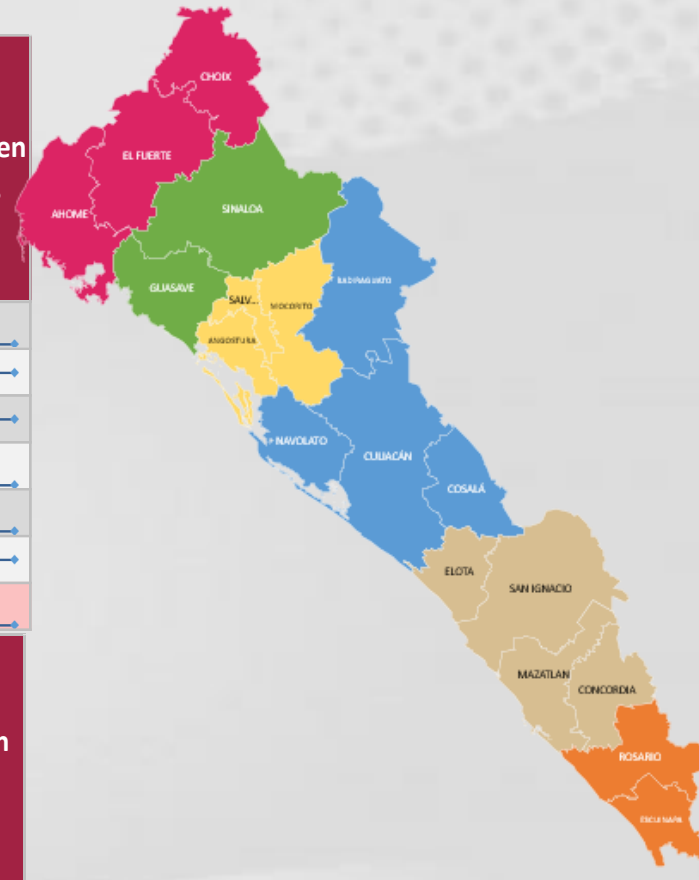 en
n
CHOIX
EL FUERTE
AHOME
SINALOA
GUASAVE
BADIRAGUATO
SALV...
MOCORITO
ANGOSTURA
NAVOLATO
CULIACÁN
COSALÁ
ELOTA
SAN IGNACIO
MAZATLAN
CONCORDIA
ROSARIO
ESCUINAPA